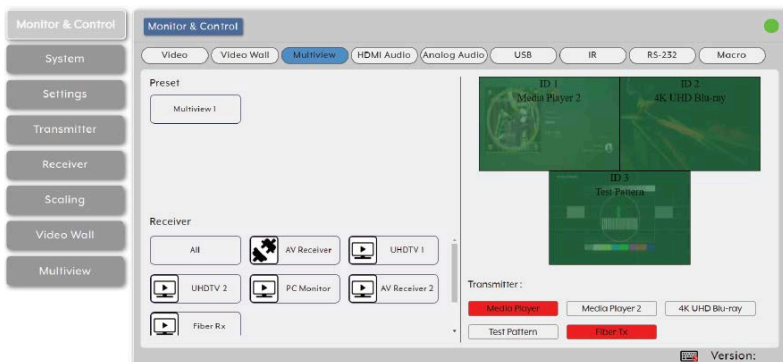 Monitor & Control
System
Settings
Transmitter
Receiver
Scaling
Video Wall
Multiview
Monitor & Control
Video
Video Wall
Multiview
HDMI Audio
Analog Audio
USB
IR
RS-232
Macro
Preset
Multiview 1
Receiver
All
AV Receiver
UHDTV 1
UHDTV 2
PC Monitor
AV Receiver 2
Fiber Rx
ID 1
Media Player 2
ID 2
4K UHD Blu-ray
ID 3
Test Pattern
Transmitter :
Media Player
Media Player 2
4K UHD Blu-ray
Test Pattern
Fiber Tx
Version: